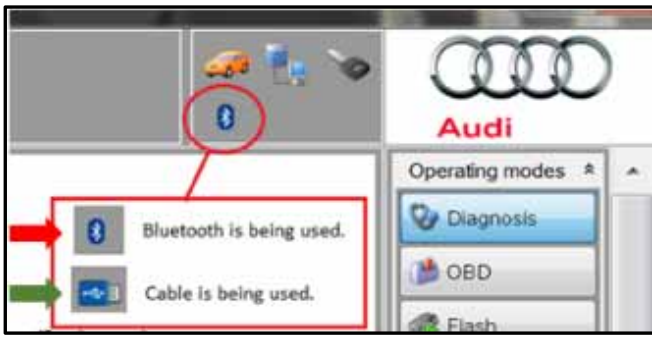 Audi
Operating modes
Diagnosis
OBD
Flash
Bluetooth is being used.
Cable is being used.